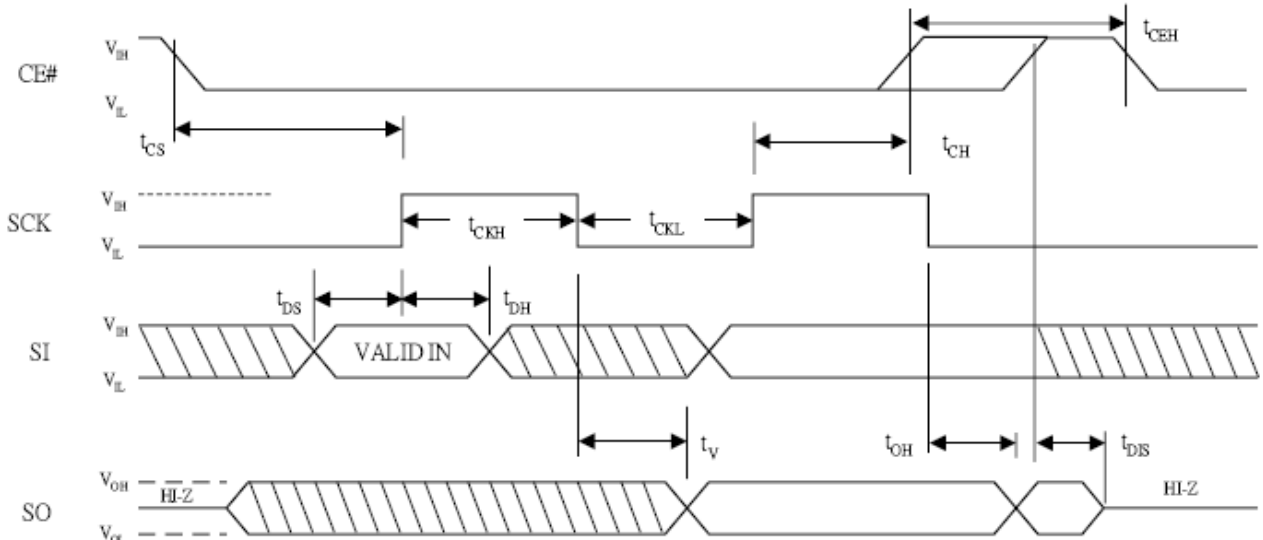 V_IH
CE#
V_IL
t_CEH
t_CS
t_CH
V_IH
SCK
V_IL
t_CKH
t_CKL
t_DS
t_DH
V_IH
SI
VALID IN
V_IL
t_V
t_OH
t_DIS
V_OH
HI-Z
HI-Z
SO